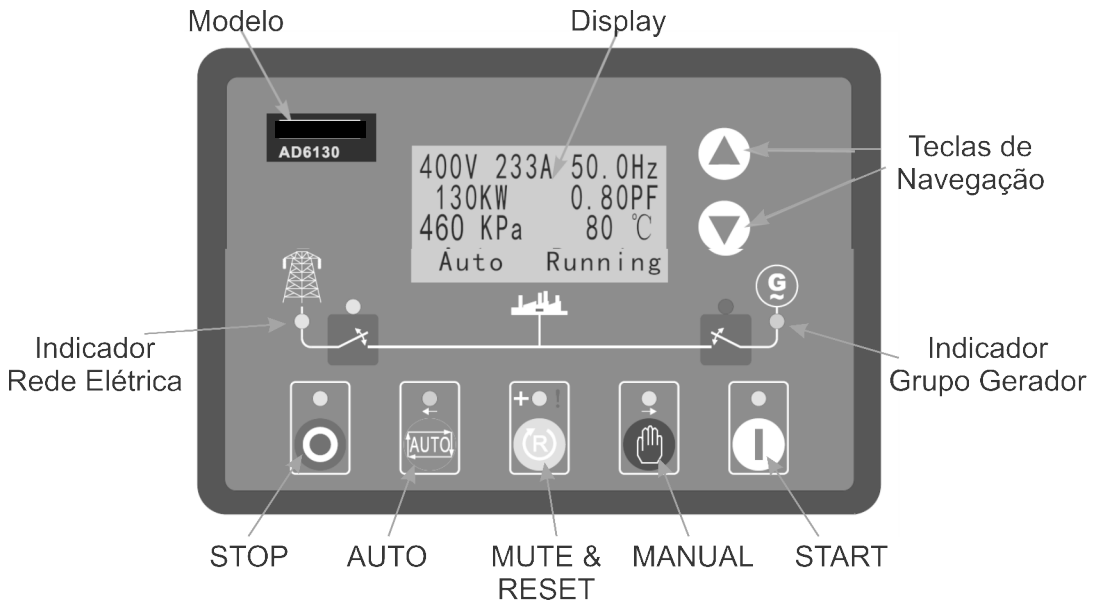 Modelo
Display
AD6130
400V 233A 50.0Hz
130KW 0.80PF
460 KPa 80 ℃
Auto Running
Teclas de
Navegação
G
~
Indicador
Rede Elétrica
Indicador
Grupo Gerador
+ !
AUTO
R
STOP
AUTO
MUTE &
RESET
MANUAL
START